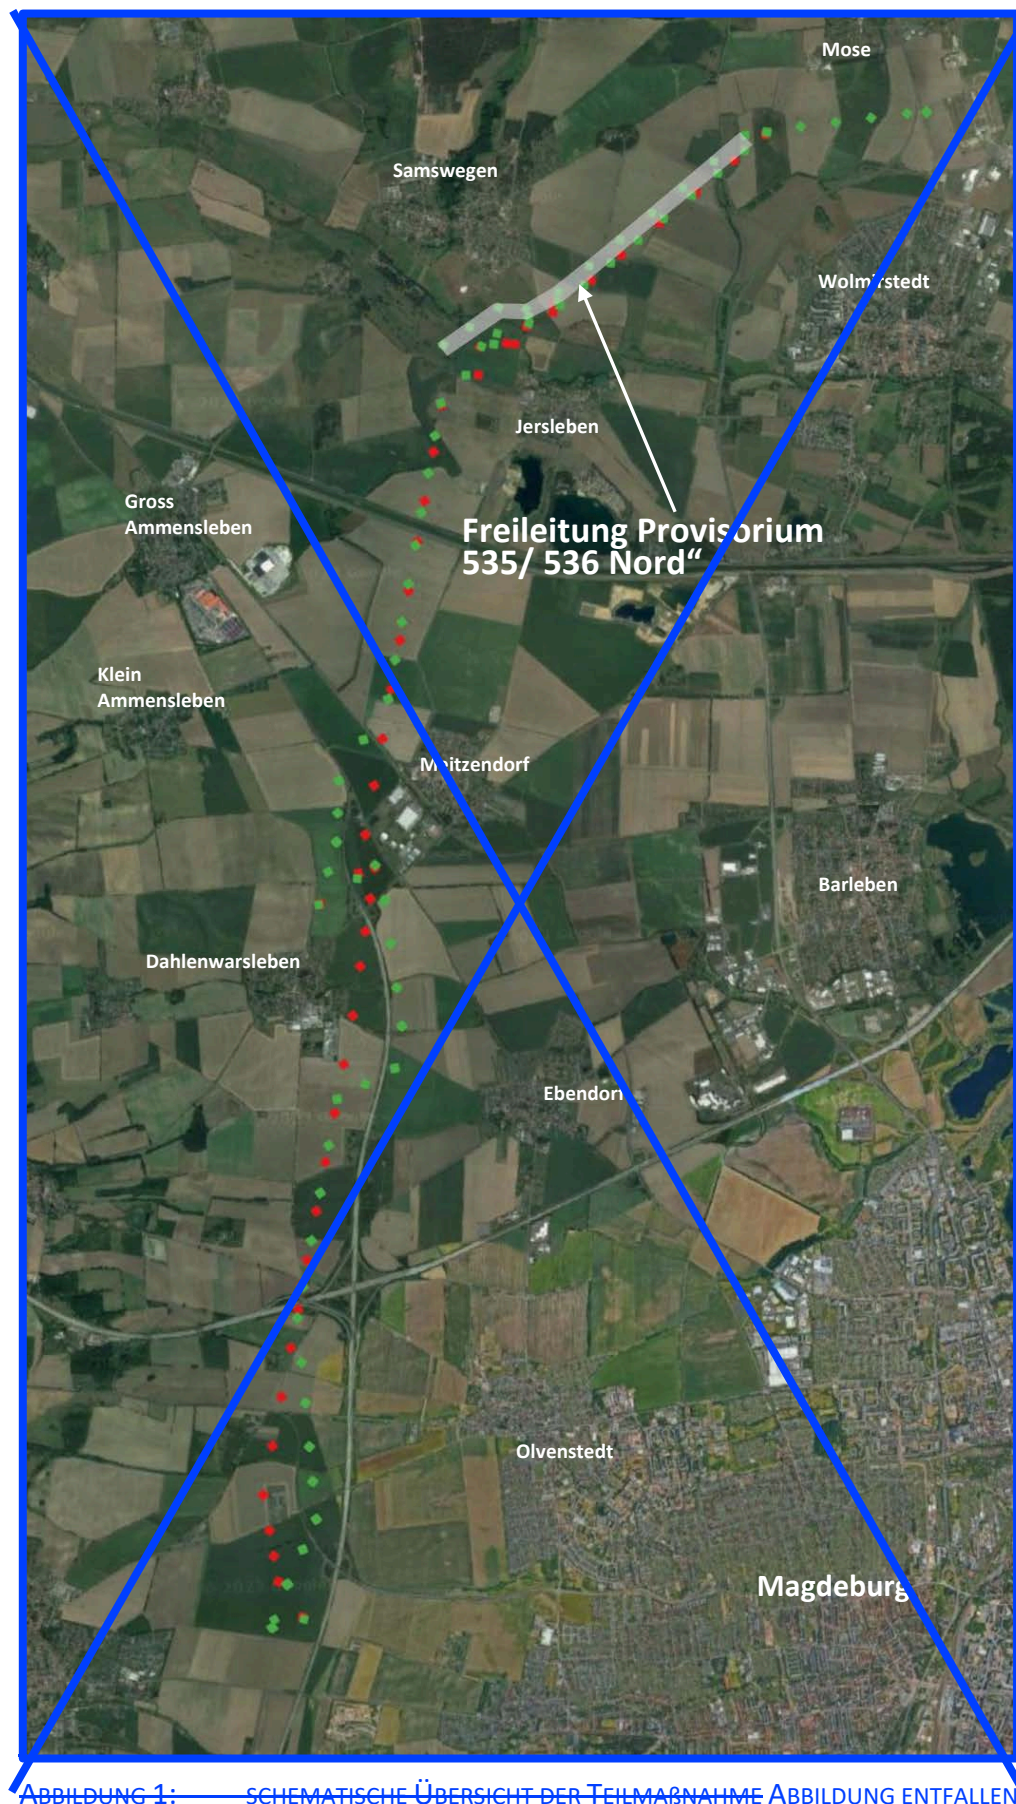 Mose
Samswegen
Wolmirstedt
Jersleben
Gross
Ammensleben
Freileitung Provisorium
535/ 536 Nord“
Klein
Ammensleben
Meitzendorf
Barleben
Dahlenwarsleben
Ebendorf
Olvenstedt
Magdeburg
ABBILDUNG 1: SCHEMATISCHE ÜBERSICHT DER TEILMAßNAHME ABBILDUNG ENTFALLEN